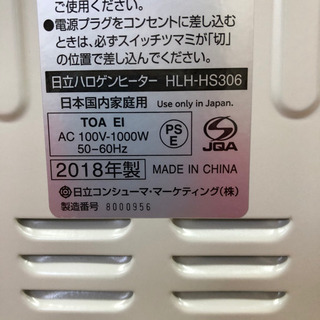 ご使用ください。
●電源プラグをコンセントに差し込む
ときは、必ずスイッチツマミが「切」
の位置で差し込んでください。
日立ハロゲンヒーター HLH-HS306
日本国内家庭用 Use only in Japan.
TOA EI
AC 100V-1000W
50-60Hz
PS
E
JQA
2018年製 MADE IN CHINA
日立コンシューマ・マーケティング(株)
製造番号 8000956